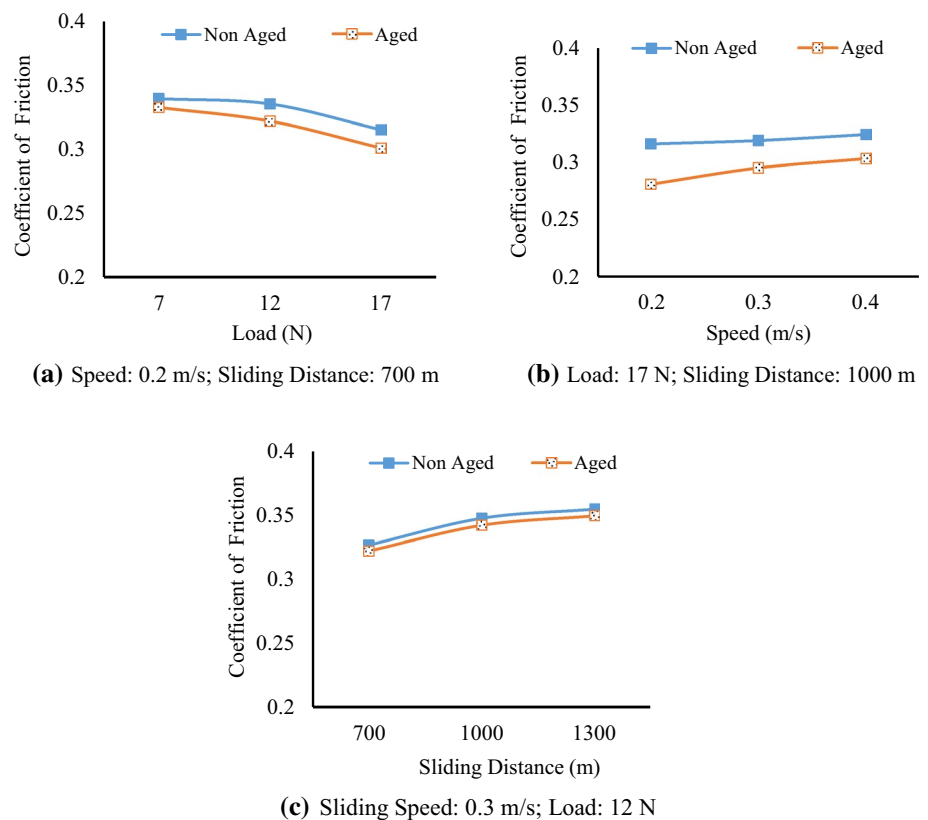 0.4
0.35
0.3
0.25
0.2
Coefficient of Friction
Non Aged
Aged
7 12 17
Load (N)
(a) Speed: 0.2 m/s; Sliding Distance: 700 m
0.4
0.3
0.2
Coefficient of Friction
Non Aged
Aged
0.2 0.3 0.4
Speed (m/s)
(b) Load: 17 N; Sliding Distance: 1000 m
0.4
0.35
0.3
0.25
0.2
Coefficient of Friction
Non Aged
Aged
700 1000 1300
Sliding Distance (m)
(c) Sliding Speed: 0.3 m/s; Load: 12 N